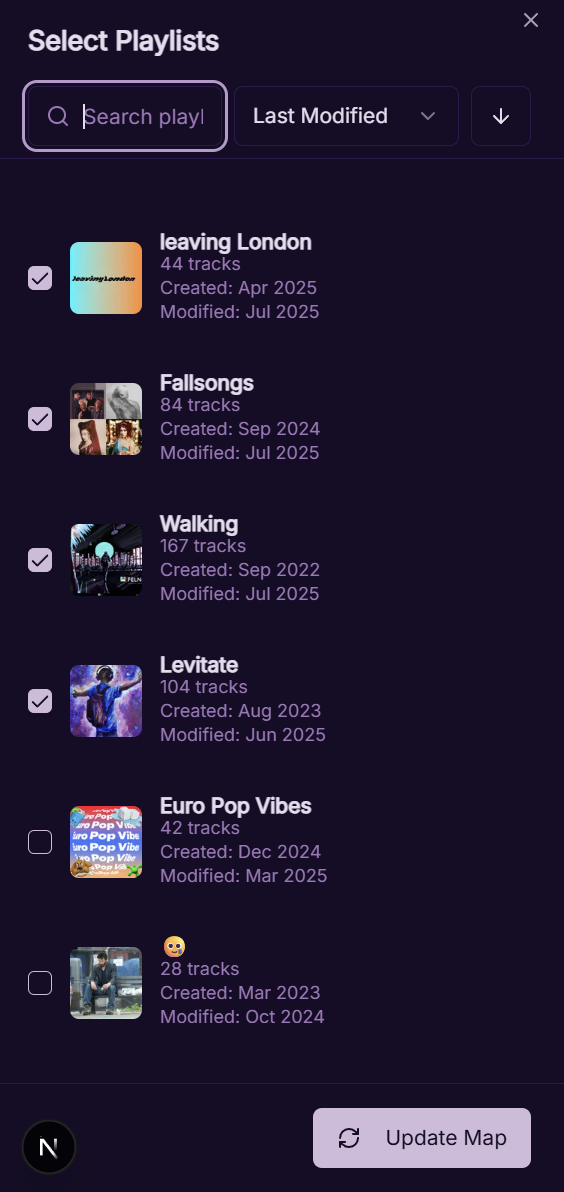 Select Playlists
Search playl
Last Modified
leavingLondon
leaving London
44 tracks
Created: Apr 2025
Modified: Jul 2025
Fallsongs
84 tracks
Created: Sep 2024
Modified: Jul 2025
Walking
167 tracks
Created: Sep 2022
Modified: Jul 2025
Levitate
104 tracks
Created: Aug 2023
Modified: Jun 2025
Euro Pop Vibe
Euro Pop Vibes
42 tracks
Created: Dec 2024
Modified: Mar 2025
🥲
28 tracks
Created: Mar 2023
Modified: Oct 2024
N
Update Map